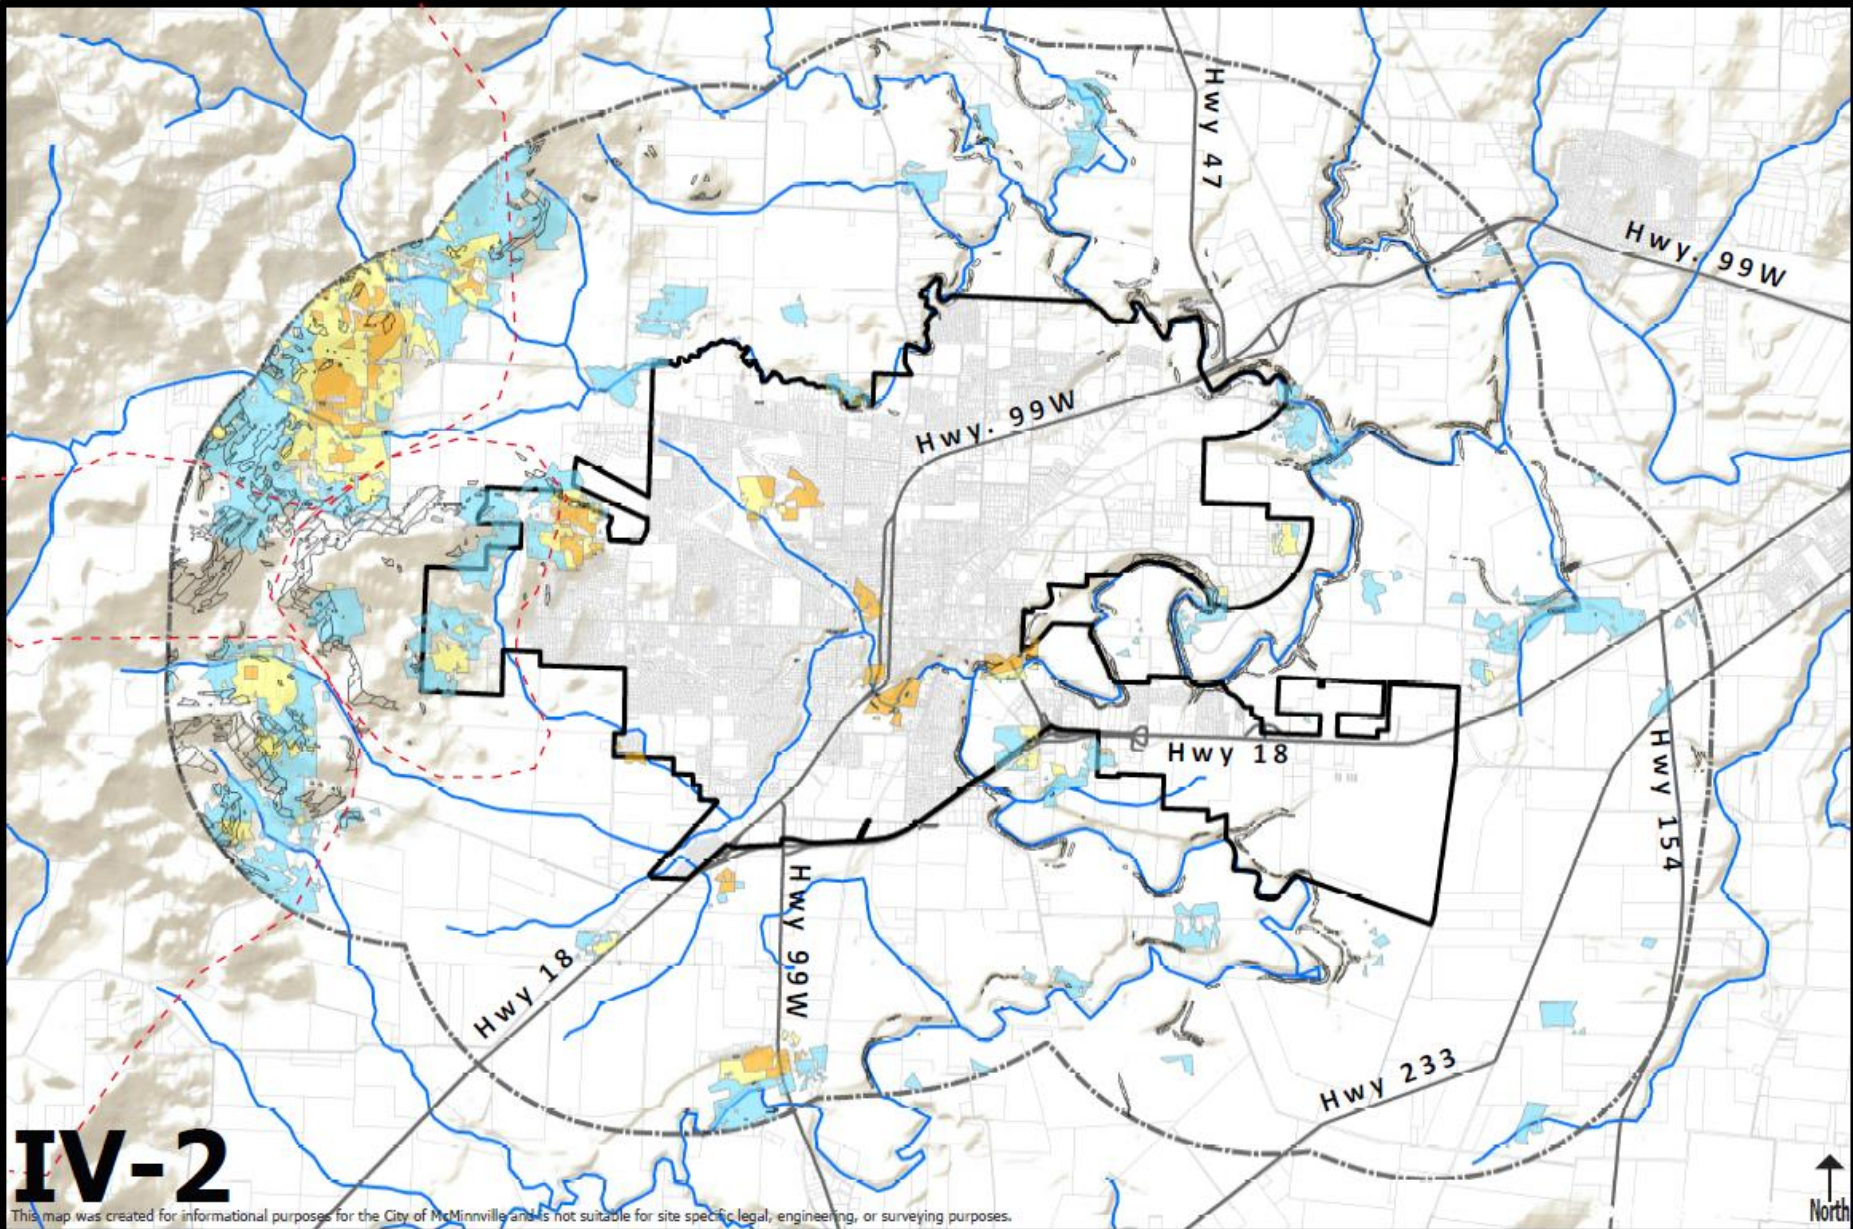 Hwy 47
Hwy. 99W
Hwy. 99W
Hwy 18
Hwy 154
Hwy 99W
Hwy 18
Hwy 233
IV-2
North
This map was created for informational purposes for the City of McMinnville and is not suitable for site specific legal, engineering, or surveying purposes.